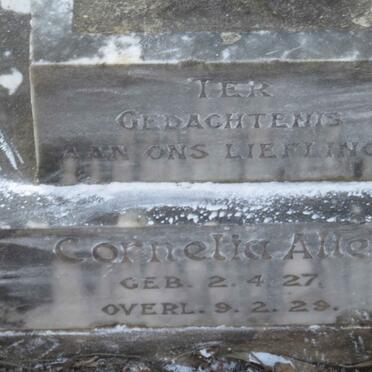 TER
GEDACHTENIS
AAN ONS LIEFLING
Cornelia
GEB. 2. 4. 27.
OVERL. 9. 2. 29.